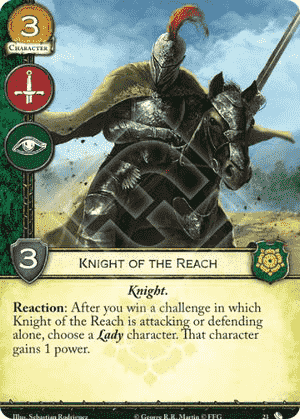 3
CHARACTER
3
KNIGHT OF THE REACH
Knight.
Reaction: After you win a challenge in which
Knight of the Reach is attacking or defending
alone, choose a Lady character. That character
gains 1 power.
Illus. Sebastian Rodriguez
© George R.R. Martin © FFG
23